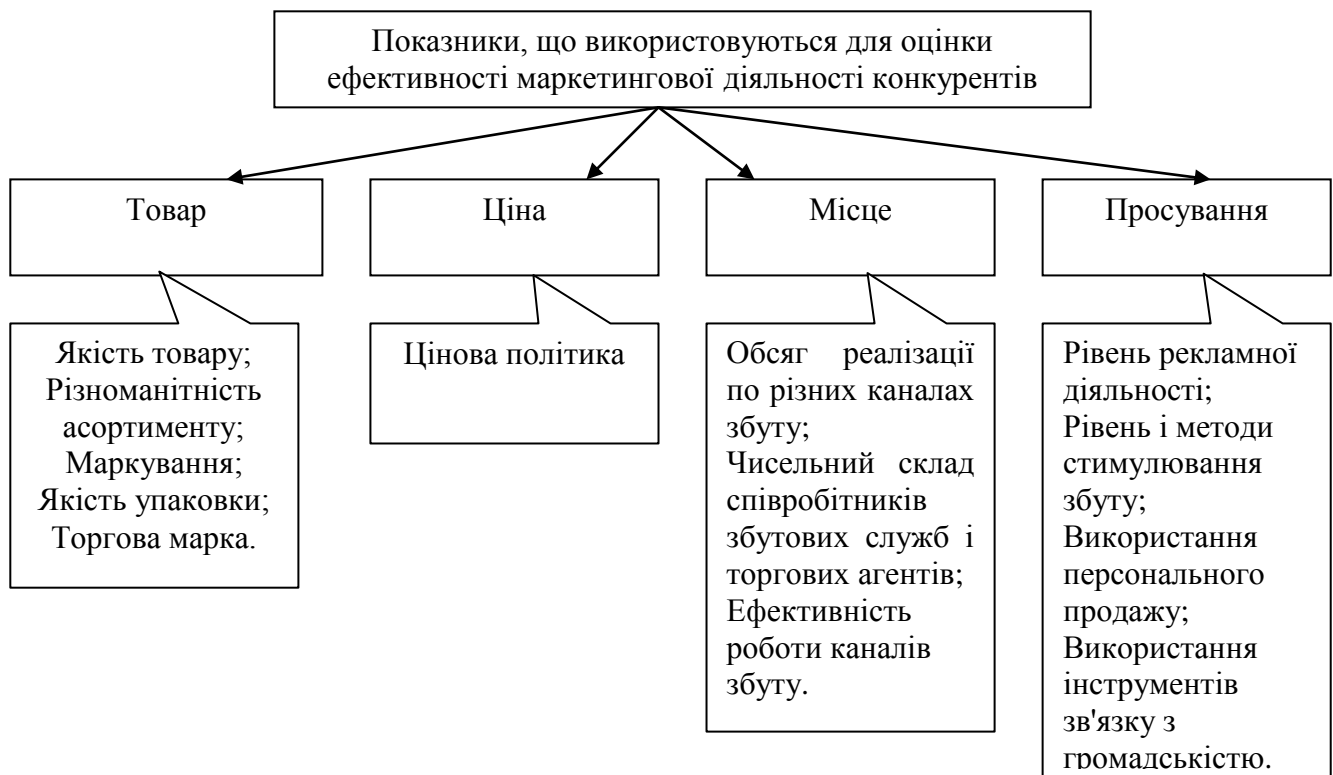 Показники, що використовуються для оцінки
ефективності маркетингової діяльності конкурентів
Товар
Ціна
Місце
Просування
Якість товару;
Різноманітність
асортименту;
Маркування;
Якість упаковки;
Торгова марка.
Цінова політика
Обсяг реалізації
по різних каналах
збуту;
Чисельний склад
співробітників
збутових служб і
торгових агентів;
Ефективність
роботи каналів
збуту.
Рівень рекламної
діяльності;
Рівень і методи
стимулювання
збуту;
Використання
персонального
продажу;
Використання
інструментів
зв'язку з
громадськістю.